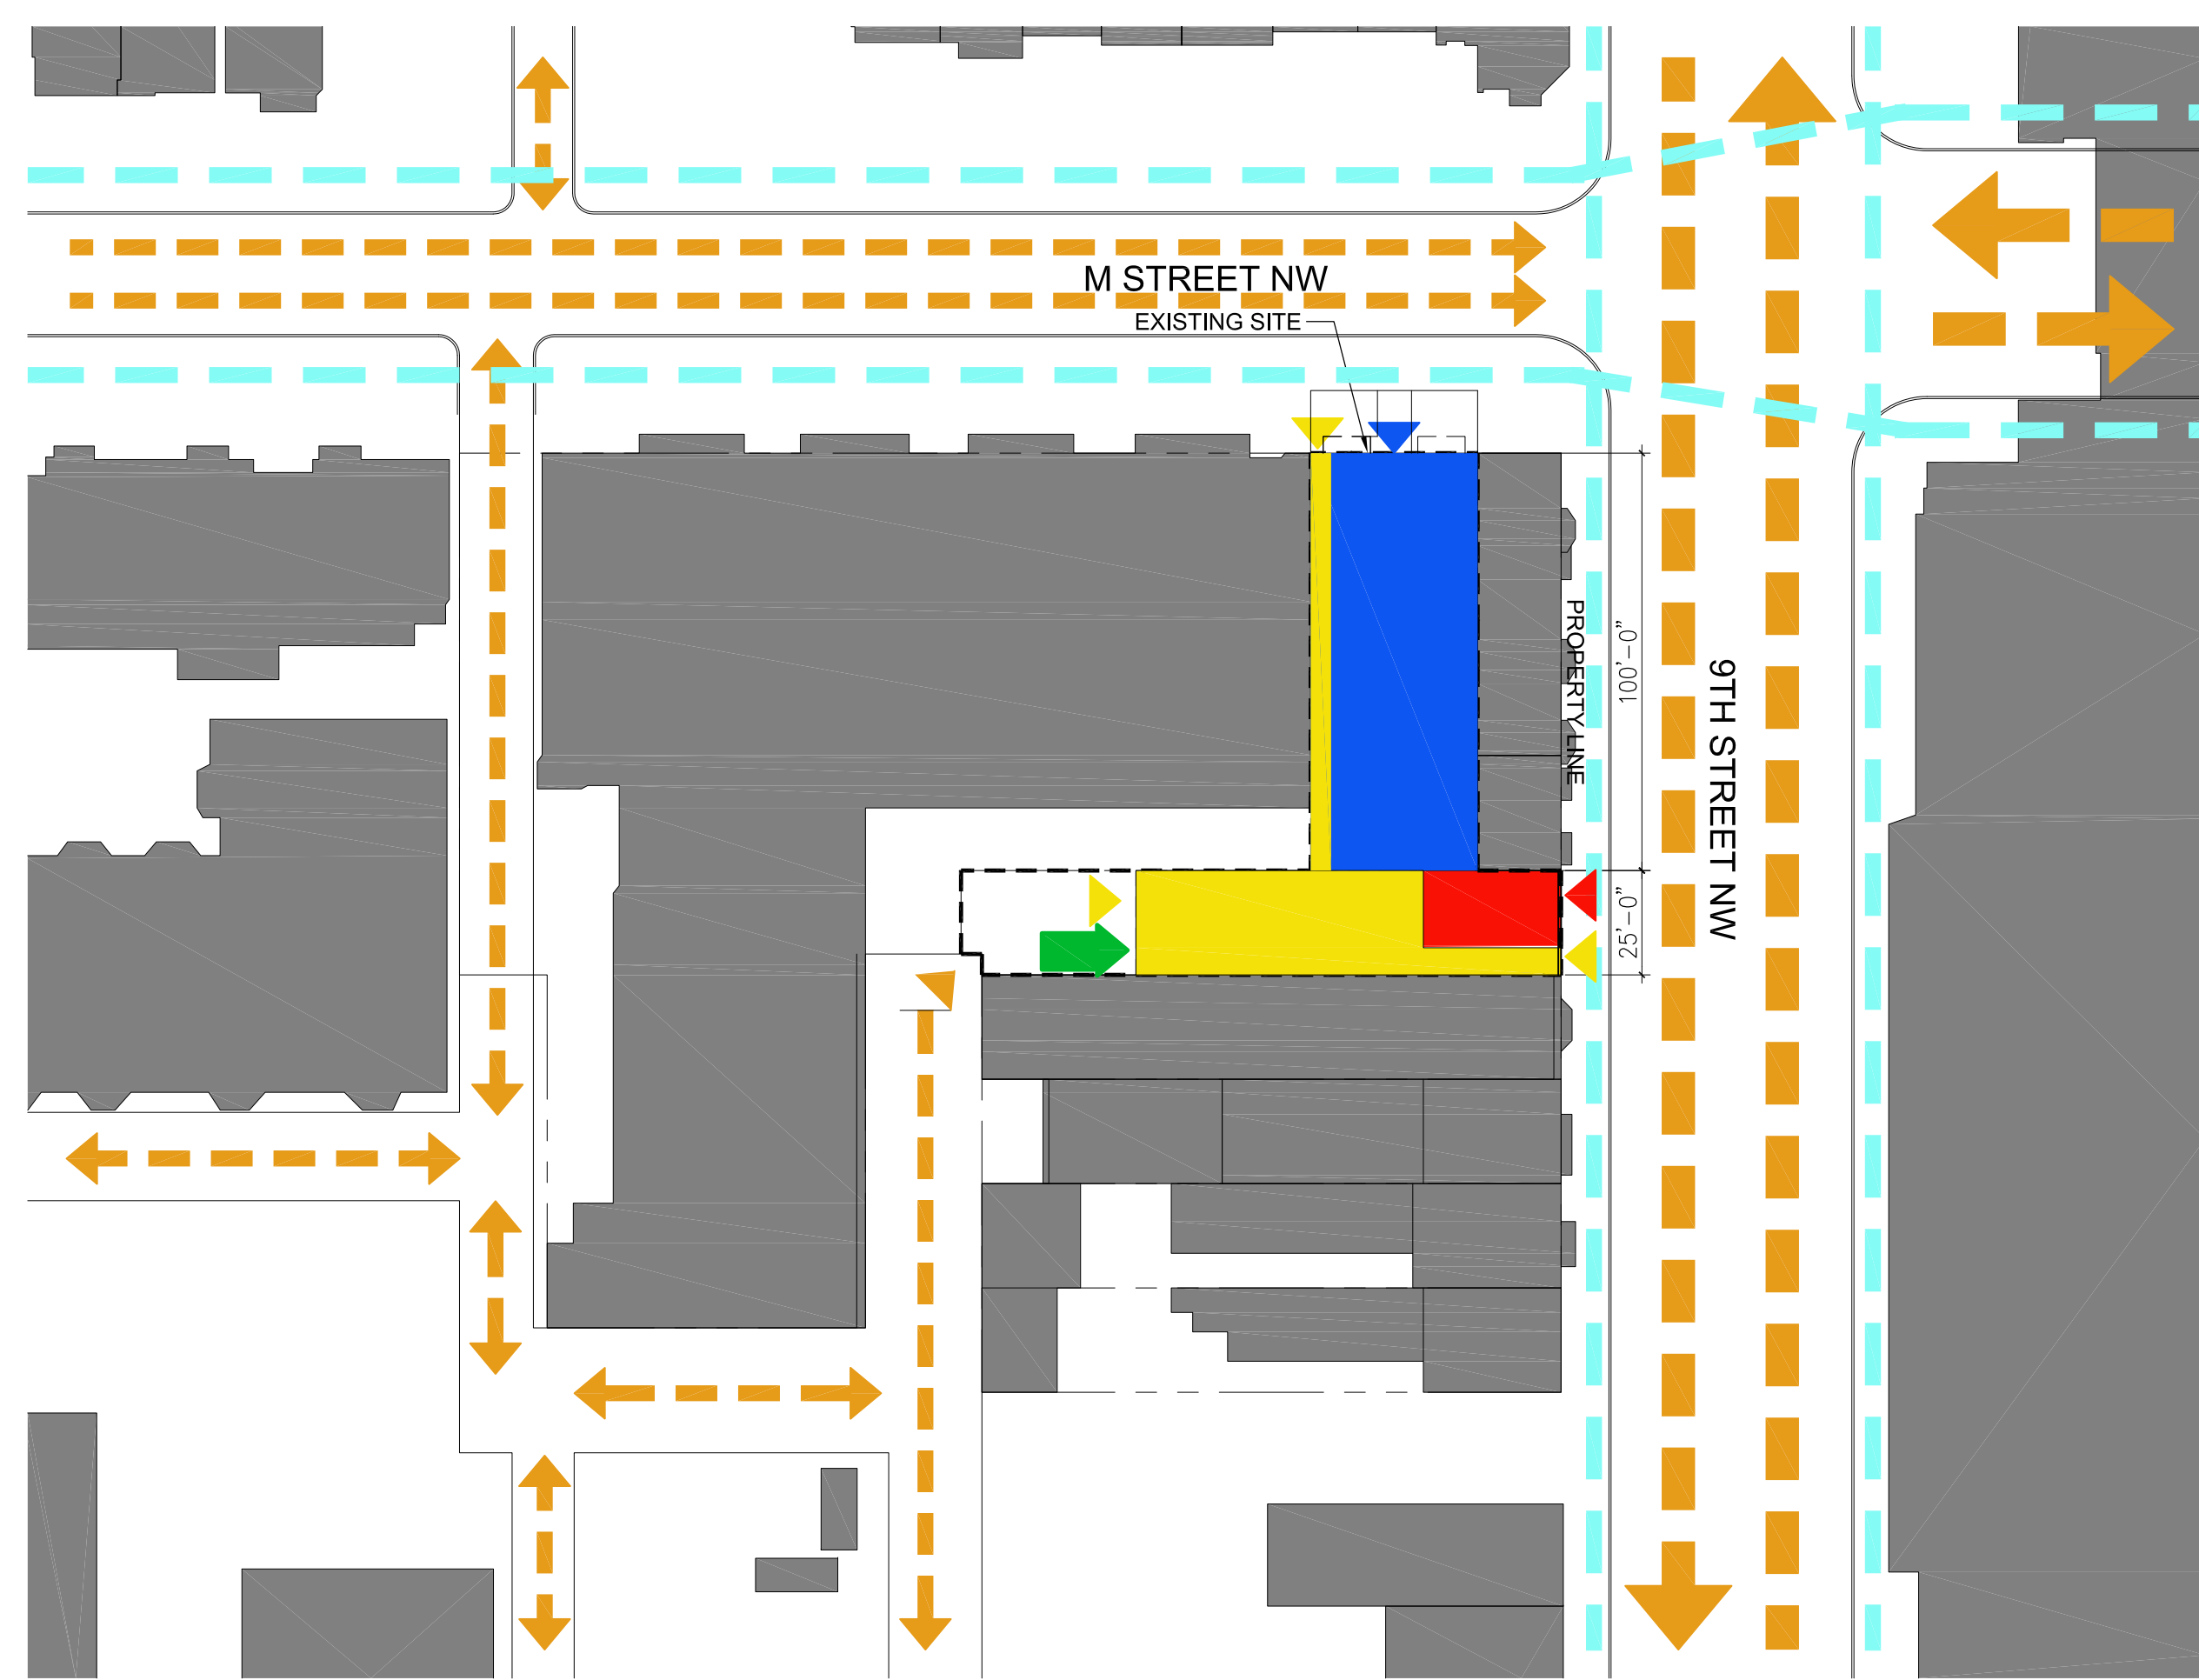 M STREET NW
EXISTING SITE
PROPERTY LINE
100'-0"
9TH STREET NW
25'-0"